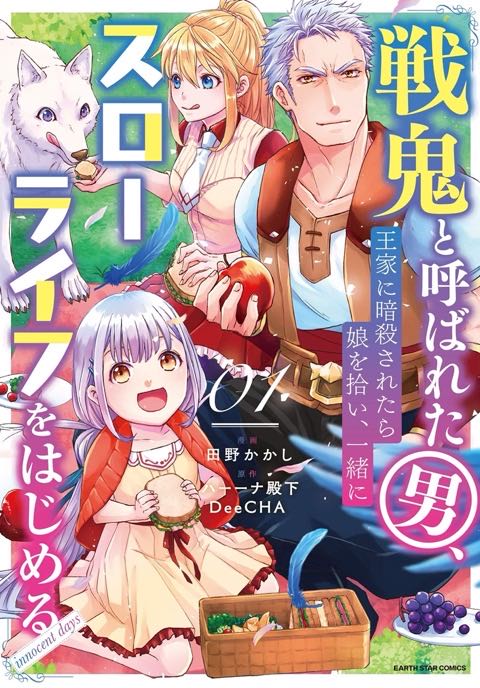 戦鬼と呼ばれた男、
王家に暗殺されたら
娘を拾い、一緒に
スロー
ライフをはじめる
innocent days
01
漫画
田野かかし
原作
ハーーナ殿下
DeeCHA
EARTH STAR COMICS